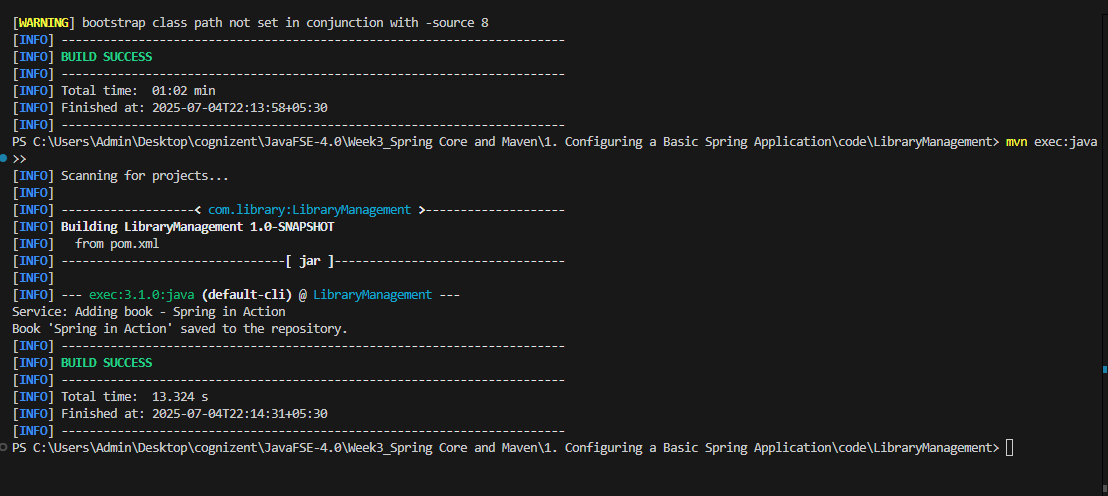 [WARNING] bootstrap class path not set in conjunction with -source 8
[INFO] ------------------------------------------------------------------------
[INFO] BUILD SUCCESS
[INFO] ------------------------------------------------------------------------
[INFO] Total time:  01:02 min
[INFO] Finished at: 2025-07-04T22:13:58+05:30
[INFO] ------------------------------------------------------------------------
PS C:\Users\Admin\Desktop\cognizent\JavaFSE-4.0\Week3_Spring Core and Maven\1. Configuring a Basic Spring Application\code\LibraryManagement> mvn exec:java
>>
[INFO] Scanning for projects...
[INFO]
[INFO] -------------------< com.library:LibraryManagement >--------------------
[INFO] Building LibraryManagement 1.0-SNAPSHOT
[INFO]   from pom.xml
[INFO] --------------------------------[ jar ]---------------------------------
[INFO]
[INFO] --- exec:3.1.0:java (default-cli) @ LibraryManagement ---
Service: Adding book - Spring in Action
Book 'Spring in Action' saved to the repository.
[INFO] ------------------------------------------------------------------------
[INFO] BUILD SUCCESS
[INFO] ------------------------------------------------------------------------
[INFO] Total time:  13.324 s
[INFO] Finished at: 2025-07-04T22:14:31+05:30
[INFO] ------------------------------------------------------------------------
PS C:\Users\Admin\Desktop\cognizent\JavaFSE-4.0\Week3_Spring Core and Maven\1. Configuring a Basic Spring Application\code\LibraryManagement>